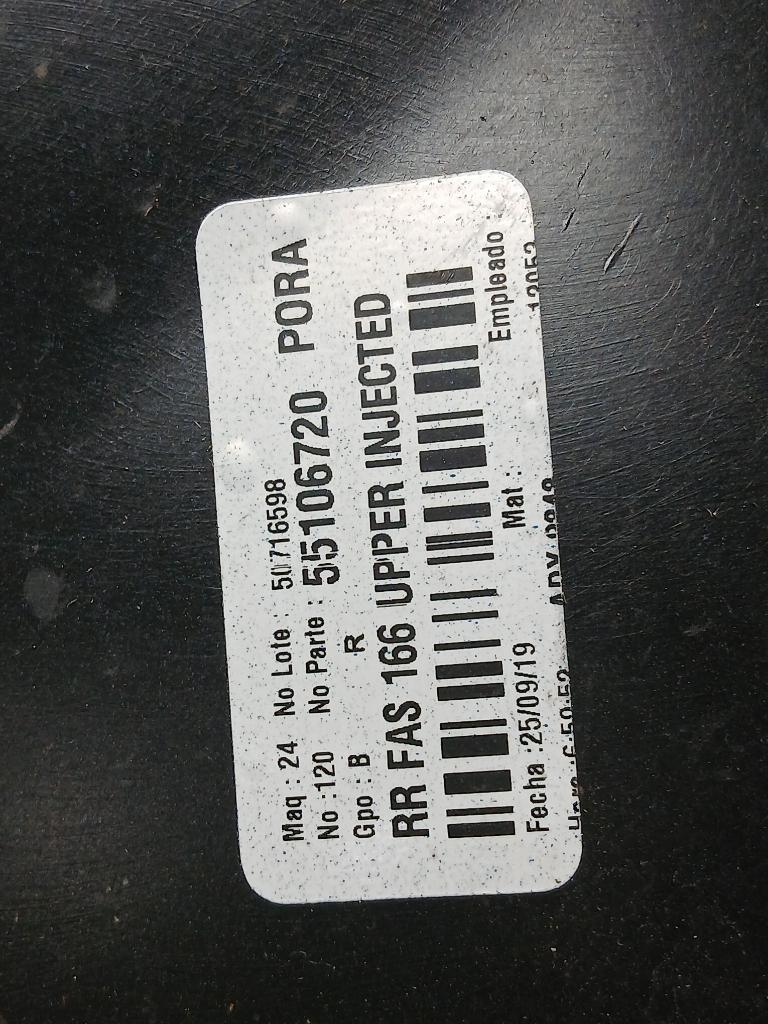 Maq : 24 No Lote : 50716598
No :120 No Parte : 55106720 PORA
Gpo : B R
RR FAS 166 UPPER INJECTED
Fecha :25/09/19 Mat : Empleado :